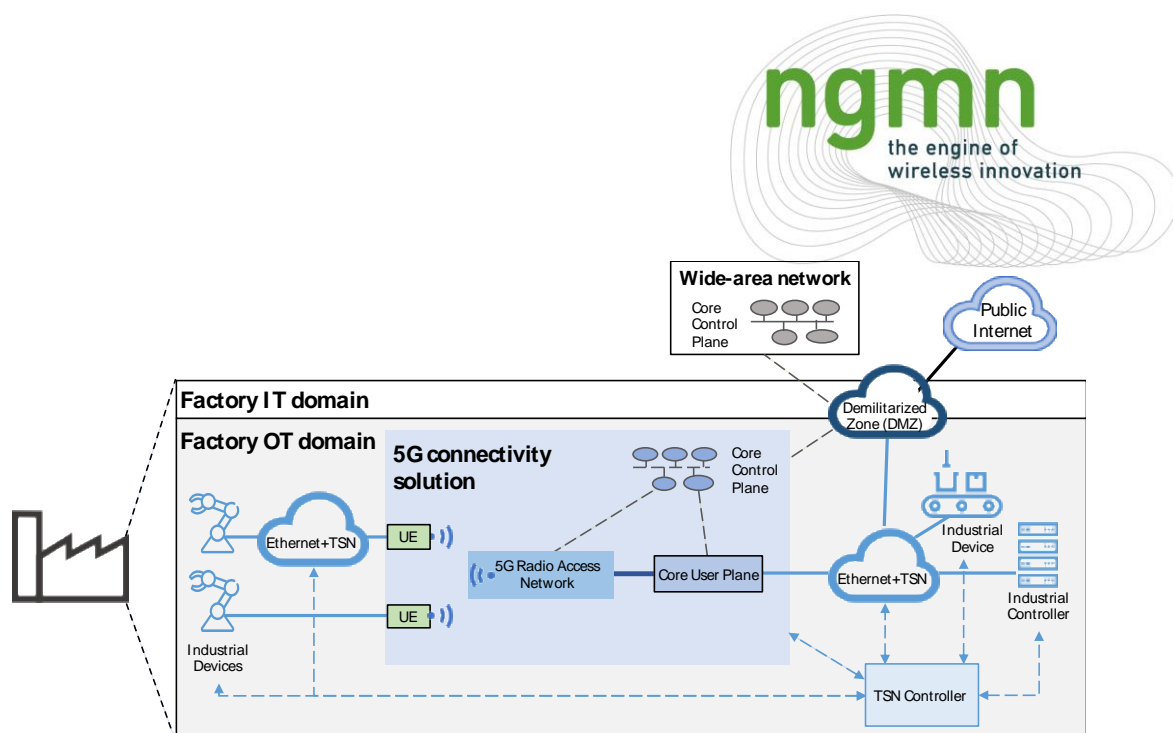 ngmn
the engine of
wireless innovation
Wide-area network
Core
Control
Plane
Public
Internet
Factory IT domain
Demilitarized
Zone (DMZ)
Factory OT domain
5G connectivity
solution
Core
Control
Plane
Ethernet+TSN
UE
5G Radio Access
Network
Core User Plane
Ethernet+TSN
Industrial
Device
Industrial
Controller
UE
Industrial
Devices
TSN Controller